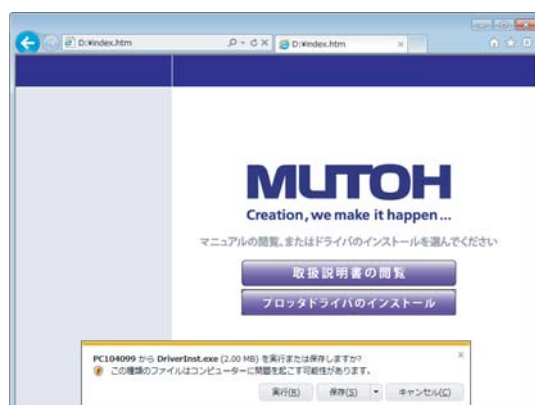 D:¥index.htm
D:¥index.htm
MUTOH
Creation, we make it happen...
マニュアルの閲覧、またはドライバのインストールを選んでください
取扱説明書の閲覧
プロッタドライバのインストール
PC104099 から DriverInst.exe (2.00 MB) を実行または保存しますか?
この種類のファイルはコンピューターに問題を起こす可能性があります。
実行(R) 保存(S) キャンセル(C)